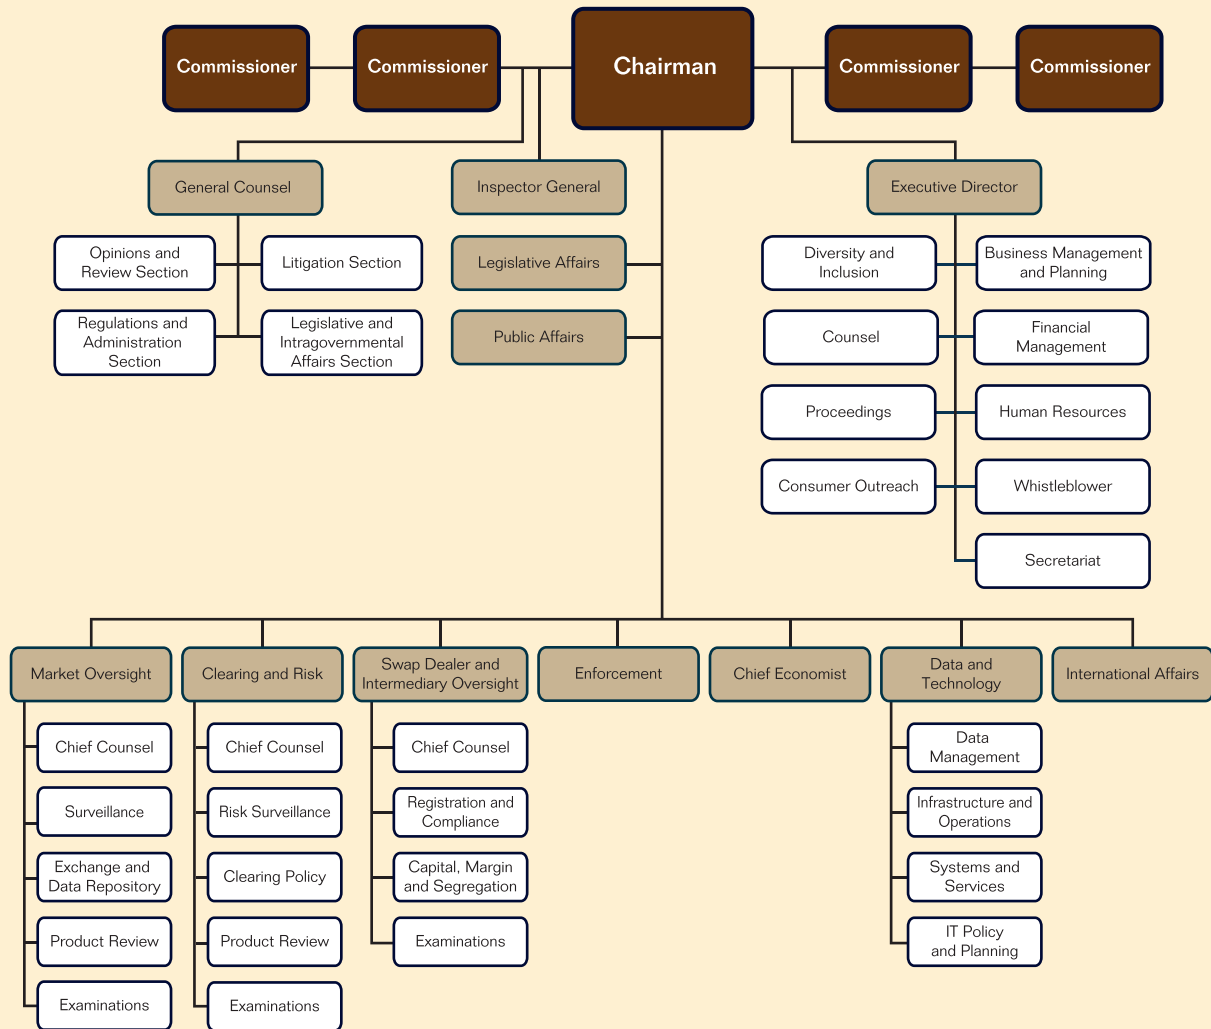 Commissioner
Commissioner
Chairman
Commissioner
Commissioner
General Counsel
Inspector General
Executive Director
Opinions and
Review Section
Litigation Section
Legislative Affairs
Diversity and
Inclusion
Business Management
and Planning
Regulations and
Administration
Section
Legislative and
Intragovernmental
Affairs Section
Public Affairs
Counsel
Financial
Management
Proceedings
Human Resources
Consumer Outreach
Whistleblower
Secretariat
Market Oversight
Clearing and Risk
Swap Dealer and
Intermediary Oversight
Enforcement
Chief Economist
Data and
Technology
International Affairs
Chief Counsel
Surveillance
Exchange and
Data Repository
Product Review
Examinations
Chief Counsel
Risk Surveillance
Clearing Policy
Product Review
Examinations
Chief Counsel
Registration and
Compliance
Capital, Margin
and Segregation
Examinations
Data
Management
Infrastructure and
Operations
Systems and
Services
IT Policy
and Planning